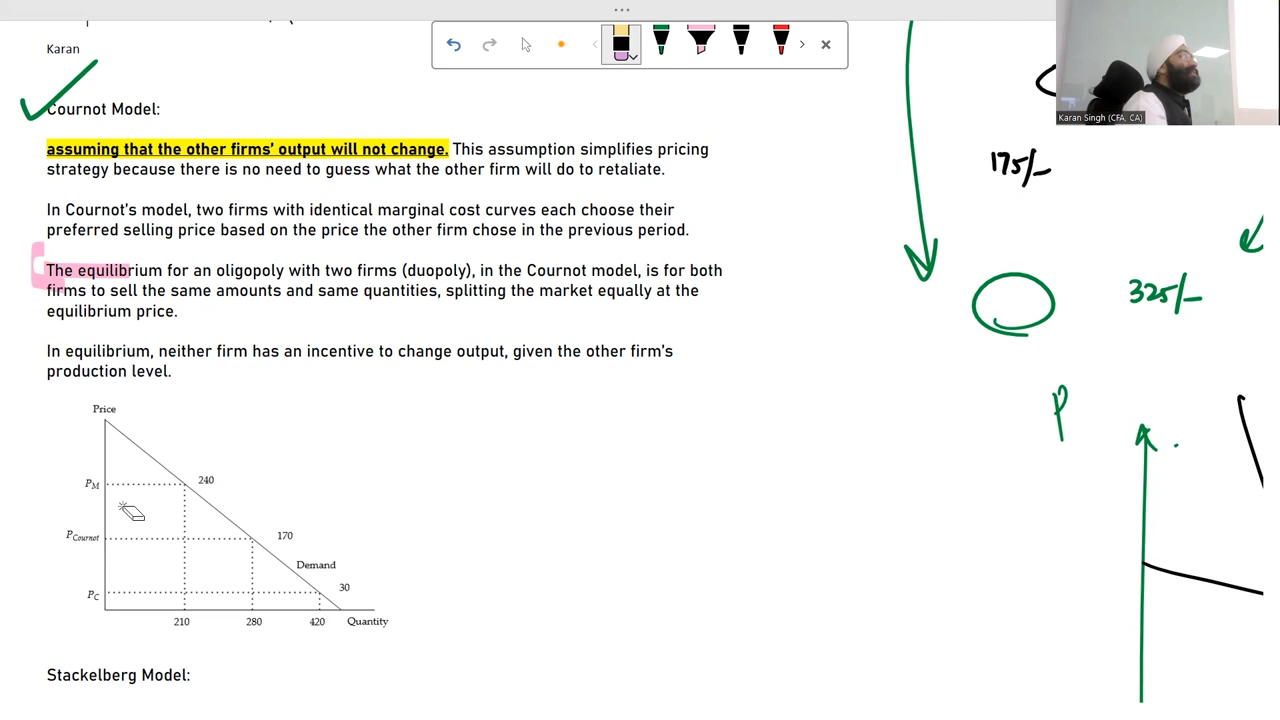 Karan
Cournot Model:
assuming that the other firms' output will not change. This assumption simplifies pricing
strategy because there is no need to guess what the other firm will do to retaliate.
In Cournot's model, two firms with identical marginal cost curves each choose their
preferred selling price based on the price the other firm chose in the previous period.
The equilibrium for an oligopoly with two firms (duopoly), in the Cournot model, is for both
firms to sell the same amounts and same quantities, splitting the market equally at the
equilibrium price.
In equilibrium, neither firm has an incentive to change output, given the other firm's
production level.
Price
PM
240
PCournot
170
Demand
PC
30
210 280 420 Quantity
Stackelberg Model:
Karan Singh (CFA, CA)
175/-
325/-
P